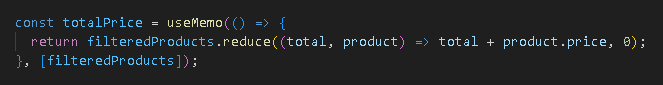 const totalPrice = useMemo(() => {
  return filteredProducts.reduce((total, product) => total + product.price, 0);
}, [filteredProducts]);